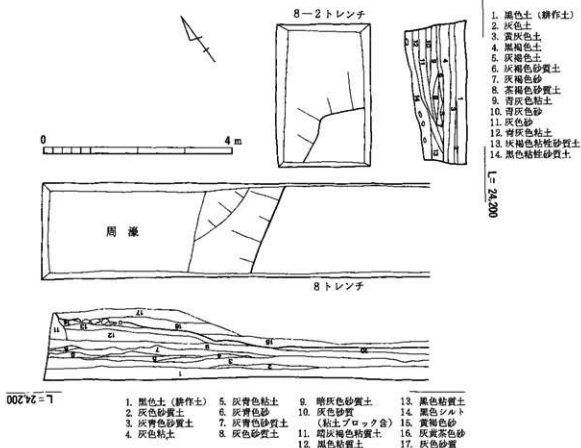 8―2トレンチ
1. 黒色土(耕作土)
2. 灰色土
3. 黄灰色土
4. 黒褐色土
5. 灰褐色土
6. 灰褐色砂質土
7. 灰褐色砂
8. 茶褐色砂質土
9. 青灰色粘土
10. 青灰色砂
11. 灰色砂
12. 青灰色粘土
13. 灰褐色粘性砂質土
14. 黒色粘性砂質土
0 4m
L=24,200
周濠
8トレンチ
L=24,200
1. 黒色土(耕作土)
2. 灰色砂質土
3. 灰青色砂質土
4. 灰色粘土
5. 灰青色粘土
6. 灰青色砂
7. 灰青色砂質土
8. 灰色砂質土
9. 暗灰色砂質土
10. 灰色砂質
(粘土ブロック含)
11. 暗灰褐色粘質土
12. 黒色粘質土
13. 黒色粘質土
14. 黒色シルト
15. 黄褐色砂
16. 灰黄茶色砂
17. 灰色砂質